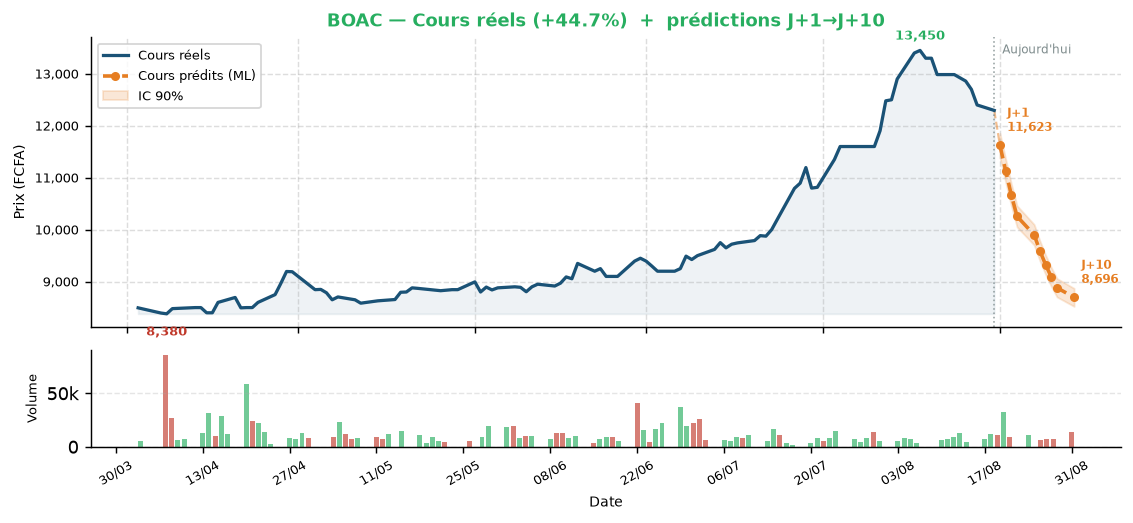 BOAC — Cours réels (+44.7%)  +  prédictions J+1→J+10
13,450
Aujourd'hui
Cours réels
Cours prédits (ML)
IC 90%
Prix (FCFA)
13,000
12,000
11,000
10,000
9,000
J+1
11,623
J+10
8,696
8,380
Volume
50k
0
30/03
13/04
27/04
11/05
25/05
08/06
22/06
06/07
20/07
03/08
17/08
31/08
Date